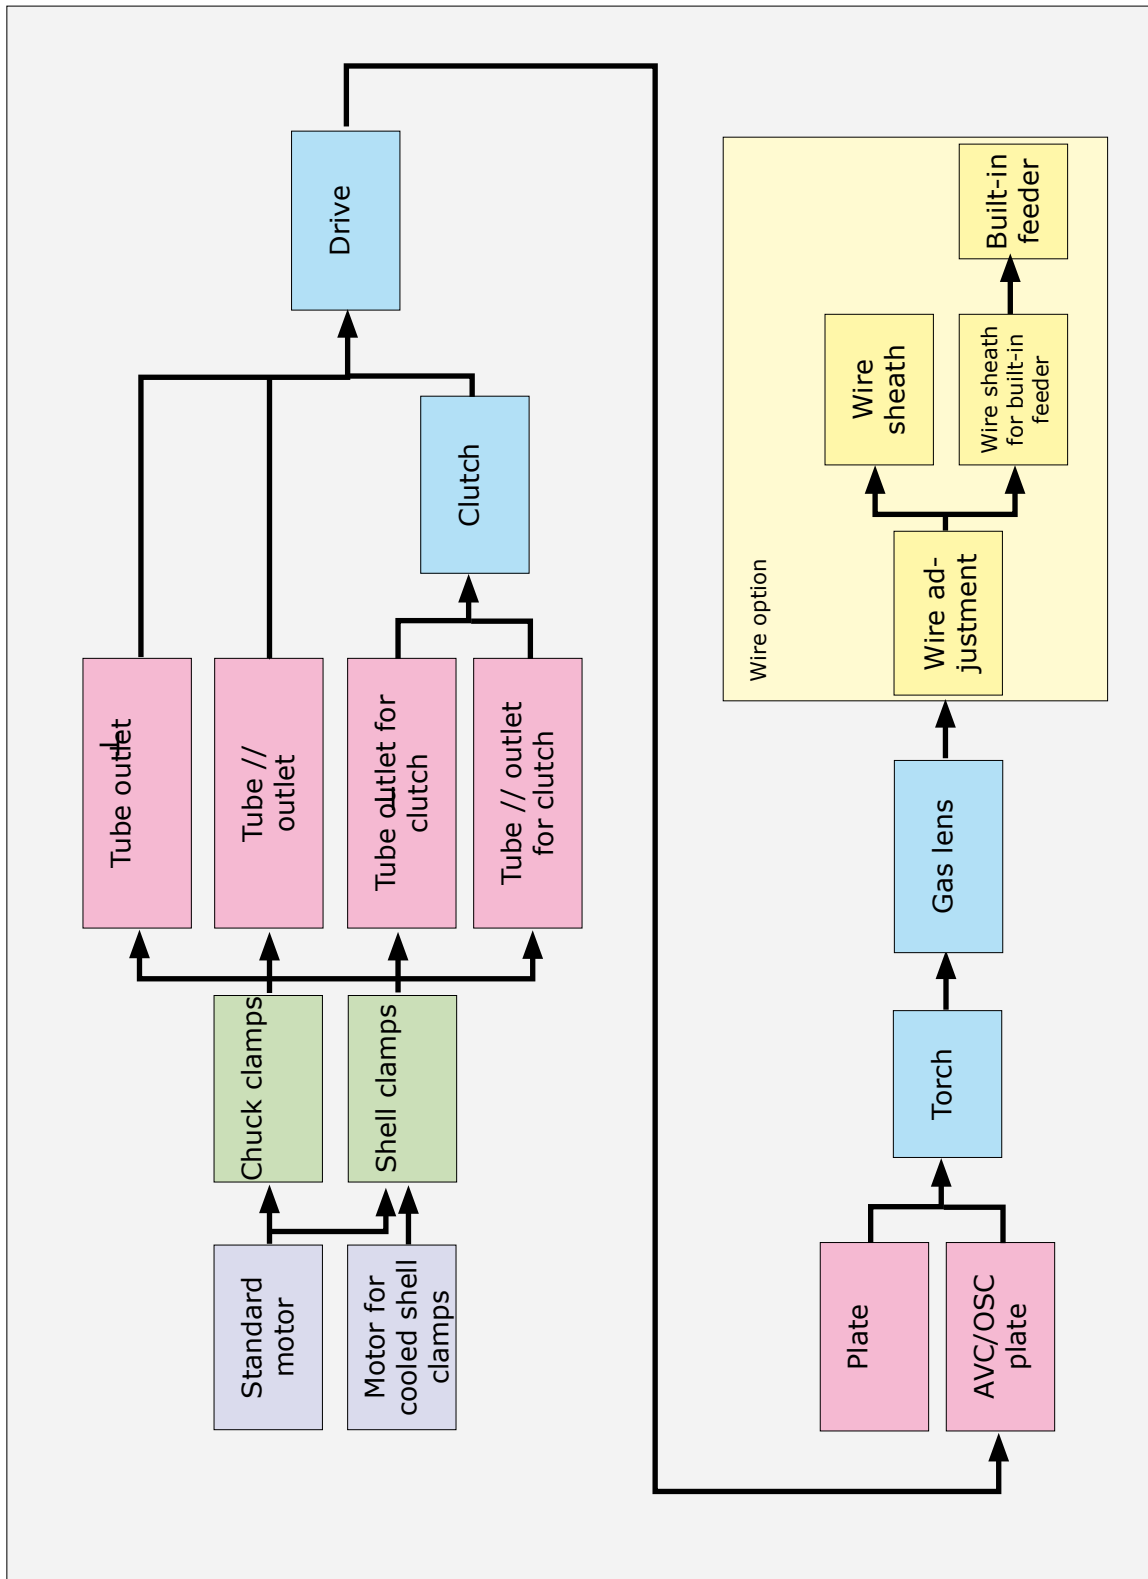 Standard
motor
Motor for
cooled shell
clamps
Chuck clamps
Shell clamps
Tube ⊥ outlet
Tube //
outlet
Tube ⊥ outlet for
clutch
Tube // outlet
for clutch
Clutch
Drive
Plate
AVC/OSC
plate
Torch
Gas lens
Wire option
Wire ad-
justment
Wire
sheath
Wire sheath
for built-in
feeder
Built-in
feeder